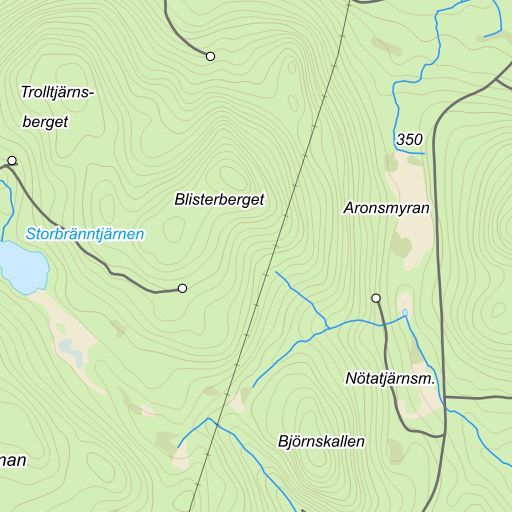 Trolltjärns-
berget
350
Blisterberget
Aronsmyran
Storbränntjärnen
Nötatjärnsm.
Björnskallen
nan